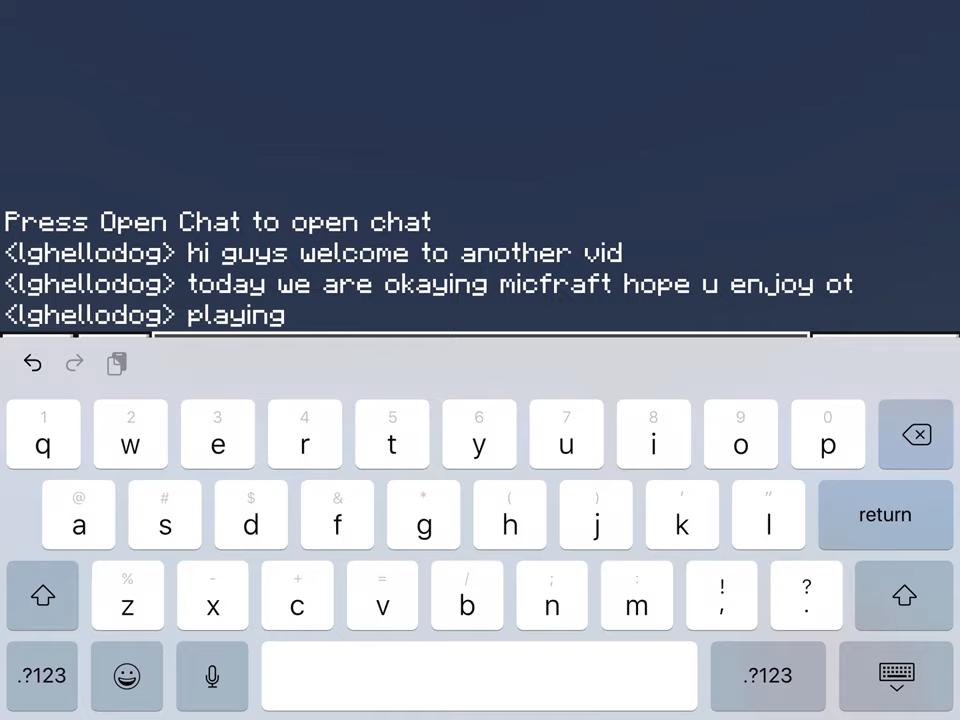 Press Open Chat to open chat
<lghellodog> hi guys welcome to another vid
<lghellodog> today we are okaying micfraft hope u enjoy ot
<lghellodog> playing
1 2 3 4 5 6 7 8 9 0
q w e r t y u i o p
@ # $ & * ( ) ' "
a s d f g h j k l return
% - + = / ; : ! ?
z x c v b n m , .
.?123 .?123